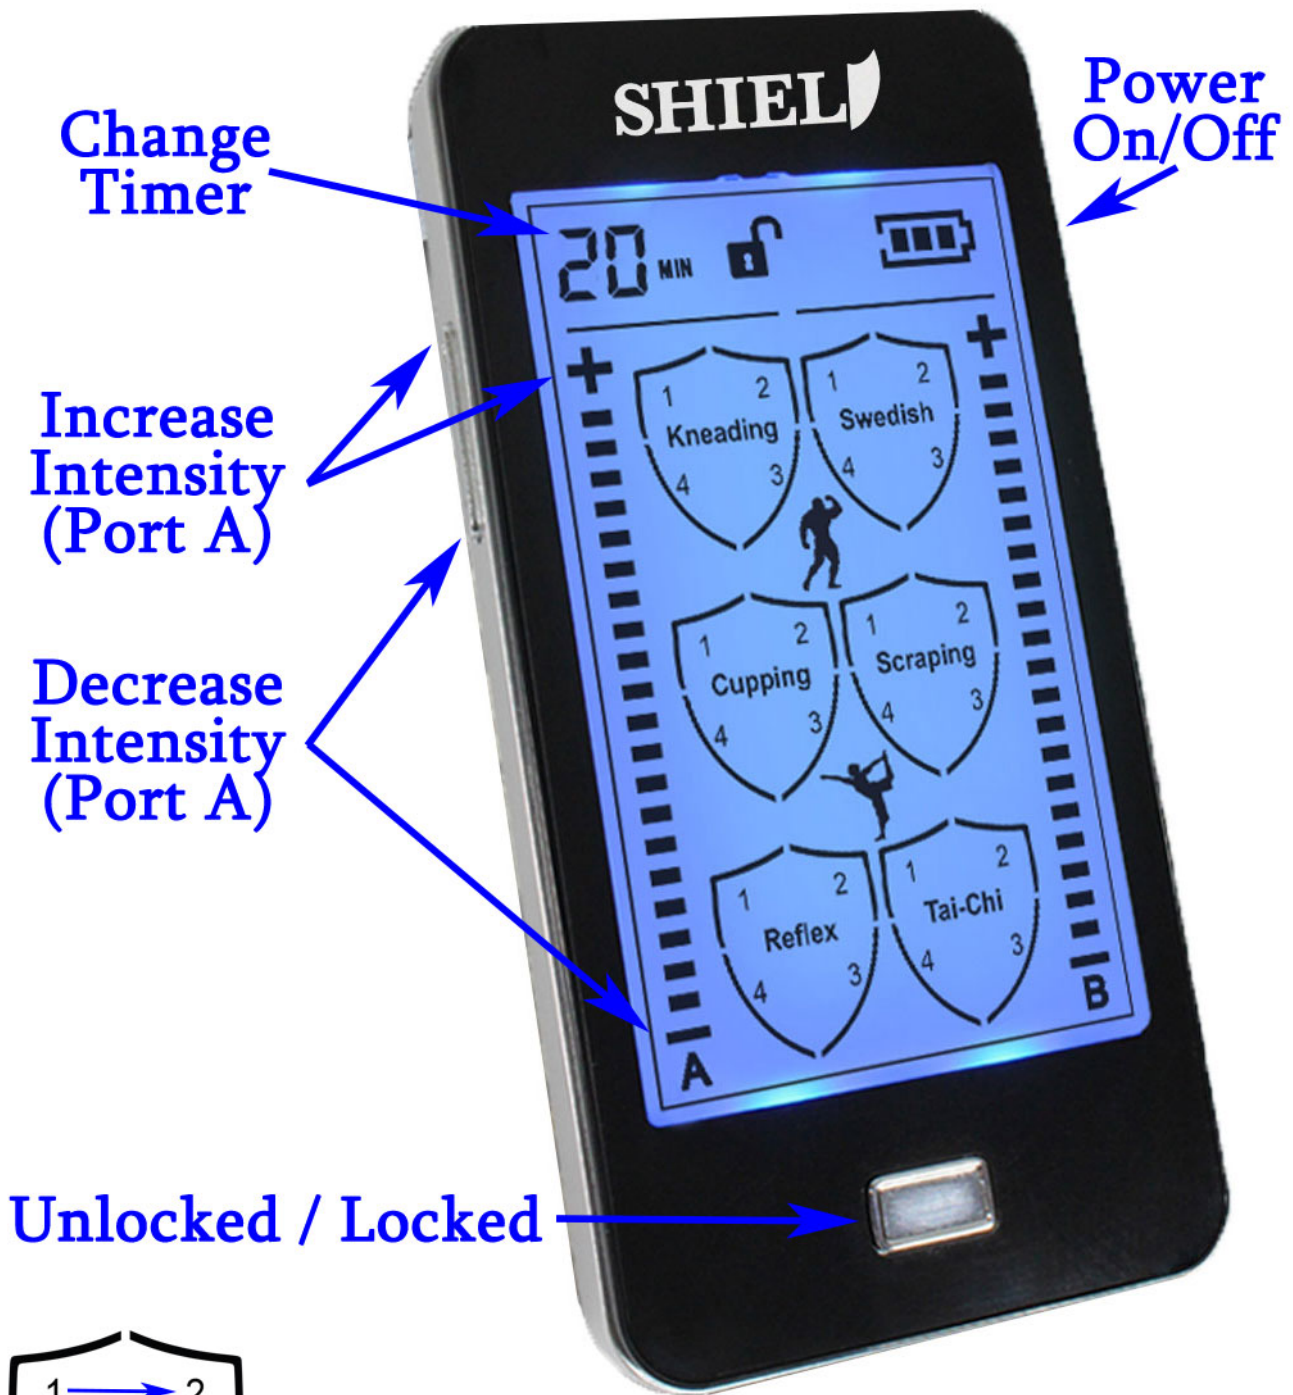 SHIEL
Power
On/Off
Change
Timer
20 MIN
+
+
1 2
Kneading
4 3
1 2
Swedish
4 3
Increase
Intensity
(Port A)
1 2
Cupping
4 3
1 2
Scraping
4 3
Decrease
Intensity
(Port A)
1 2
Reflex
4 3
1 2
Tai-Chi
4 3
A
B
Unlocked / Locked
1 2